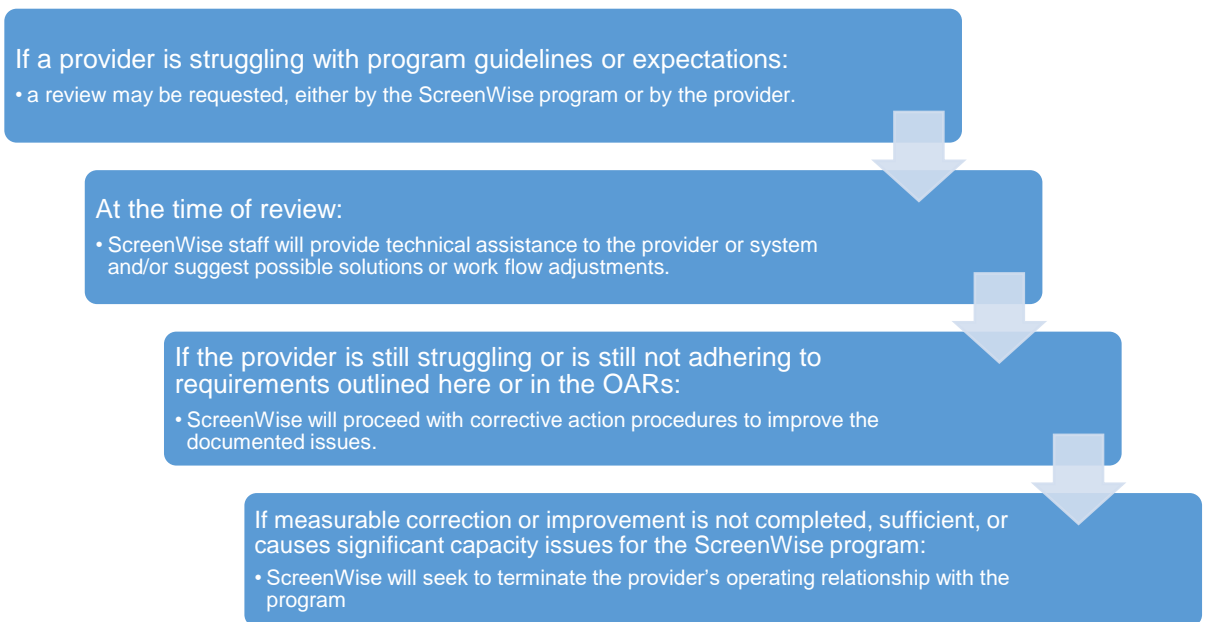 If a provider is struggling with program guidelines or expectations:
• a review may be requested, either by the ScreenWise program or by the provider.
At the time of review:
• ScreenWise staff will provide technical assistance to the provider or system
and/or suggest possible solutions or work flow adjustments.
If the provider is still struggling or is still not adhering to
requirements outlined here or in the OARs:
• ScreenWise will proceed with corrective action procedures to improve the
documented issues.
If measurable correction or improvement is not completed, sufficient, or
causes significant capacity issues for the ScreenWise program:
• ScreenWise will seek to terminate the provider’s operating relationship with the
program